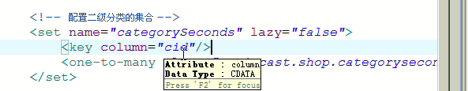 <!-- 配置二级分类的集合 -->
<set name="categorySeconds" lazy="false">
<key column="cid"/>
<one-to-many cast.shop.categorysecon
Attribute : column
Data Type : CDATA
Press 'F2' for focus
</set>